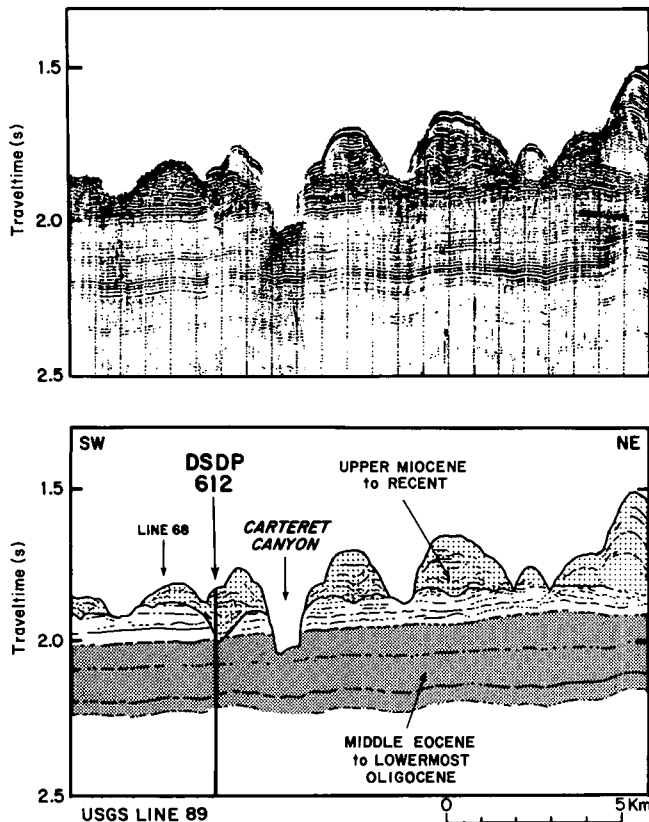 1.5
Traveltime (s)
2.0
2.5
SW
NE
DSDP
612
UPPER MIOCENE
to RECENT
1.5
LINE 68
CARTERET
CANYON
Traveltime (s)
2.0
MIDDLE EOCENE
to LOWERMOST
OLIGOCENE
2.5
USGS LINE 89
0
5 Km